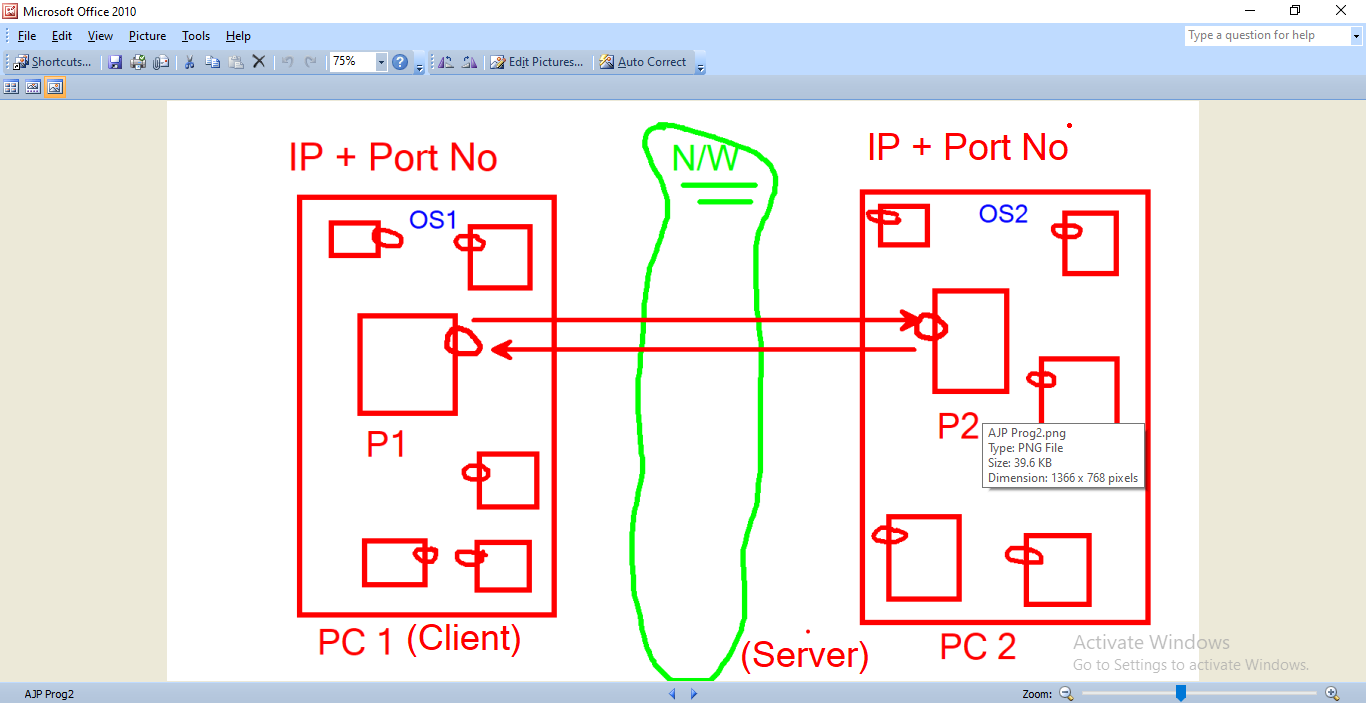 Microsoft Office 2010
File Edit View Picture Tools Help
Type a question for help
Shortcuts... 75% Edit Pictures... Auto Correct
IP + Port No
N/W
IP + Port No
OS1
OS2
P1
P2
AJP Prog2.png
Type: PNG File
Size: 39.6 KB
Dimension: 1366 x 768 pixels
PC 1 (Client)
(Server)
PC 2
Activate Windows
Go to Settings to activate Windows.
AJP Prog2
Zoom: